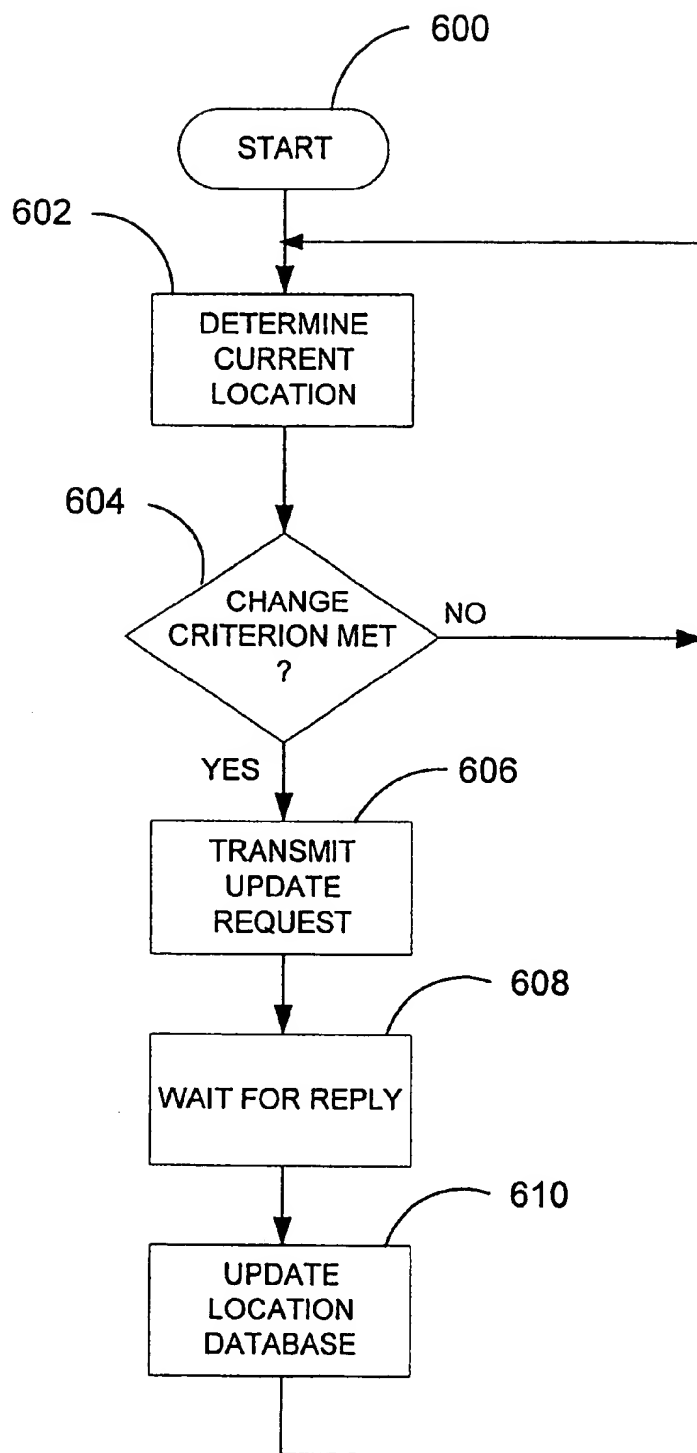 600
START
602
DETERMINE
CURRENT
LOCATION
604
CHANGE
CRITERION MET
?
NO
YES
606
TRANSMIT
UPDATE
REQUEST
608
WAIT FOR REPLY
610
UPDATE
LOCATION
DATABASE